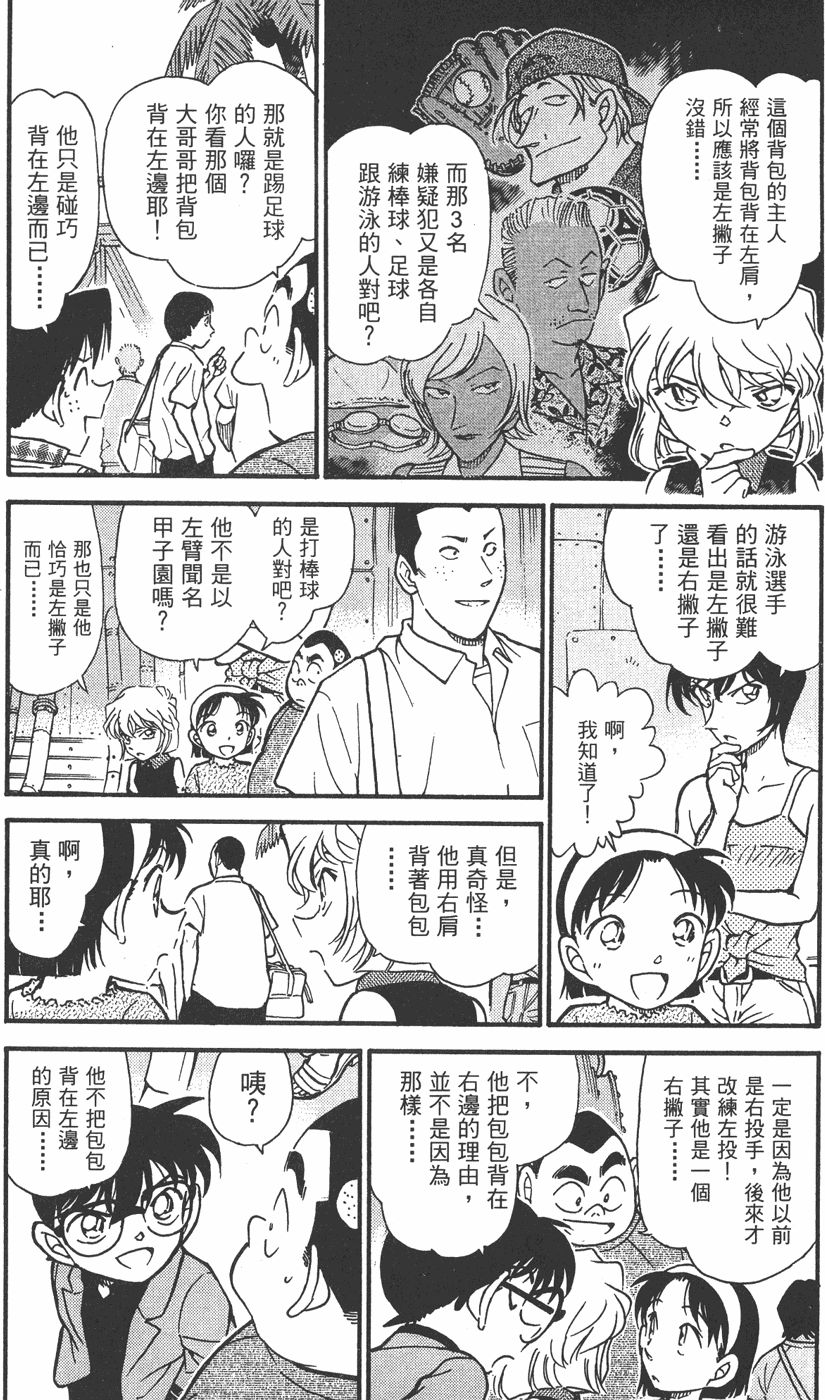 這個背包的主人
經常將背包背在左肩，
所以應該是左撇子
沒錯……
而那3名
嫌疑犯又是各自
練棒球、足球
跟游泳的人對吧？
那就是踢足球
的人囉？
你看那個
大哥哥把背包
背在左邊耶！
他只是碰巧
背在左邊而已……
游泳選手
的話就很難
看出是左撇子
還是右撇子
了……
啊，
我知道了！
是打棒球
的人對吧？
他不是以
左臂聞名
甲子園嗎？
那也只是他
恰巧是左撇子
而已……
但是，
真奇怪…
他用右肩
背著包包
……
啊，
真的耶…
一定是因為他以前
是右投手，後來才
改練左投！
其實他是一個
右撇子……
不，
他把包包背在
右邊的理由，
並不是因為
那樣……
咦？
他不把包包
背在左邊
的原因……